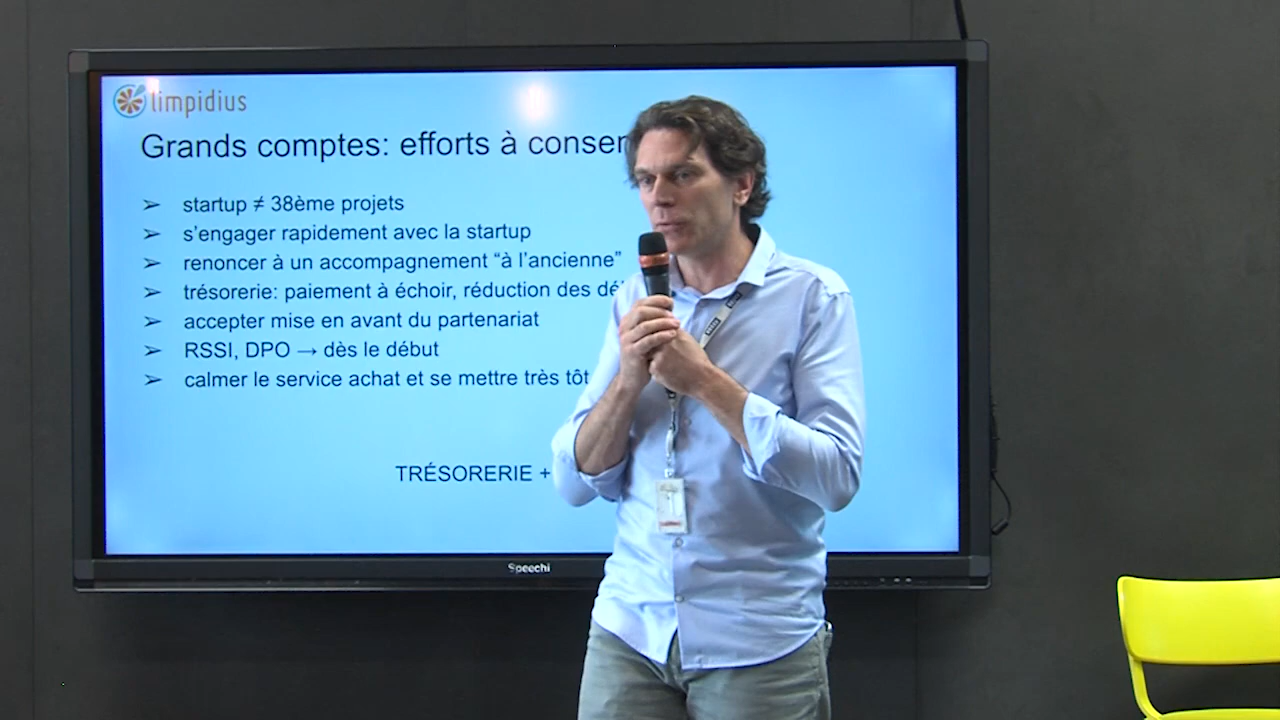 limpidius
Grands comptes: efforts à conser
➢ startup ≠ 38ème projets
➢ s'engager rapidement avec la startup
➢ renoncer à un accompagnement “à l'ancienne”
➢ trésorerie: paiement à échoir, réduction des dé
➢ accepter mise en avant du partenariat
➢ RSSI, DPO → dès le début
➢ calmer le service achat et se mettre très tôt
TRÉSORERIE +
Speechi